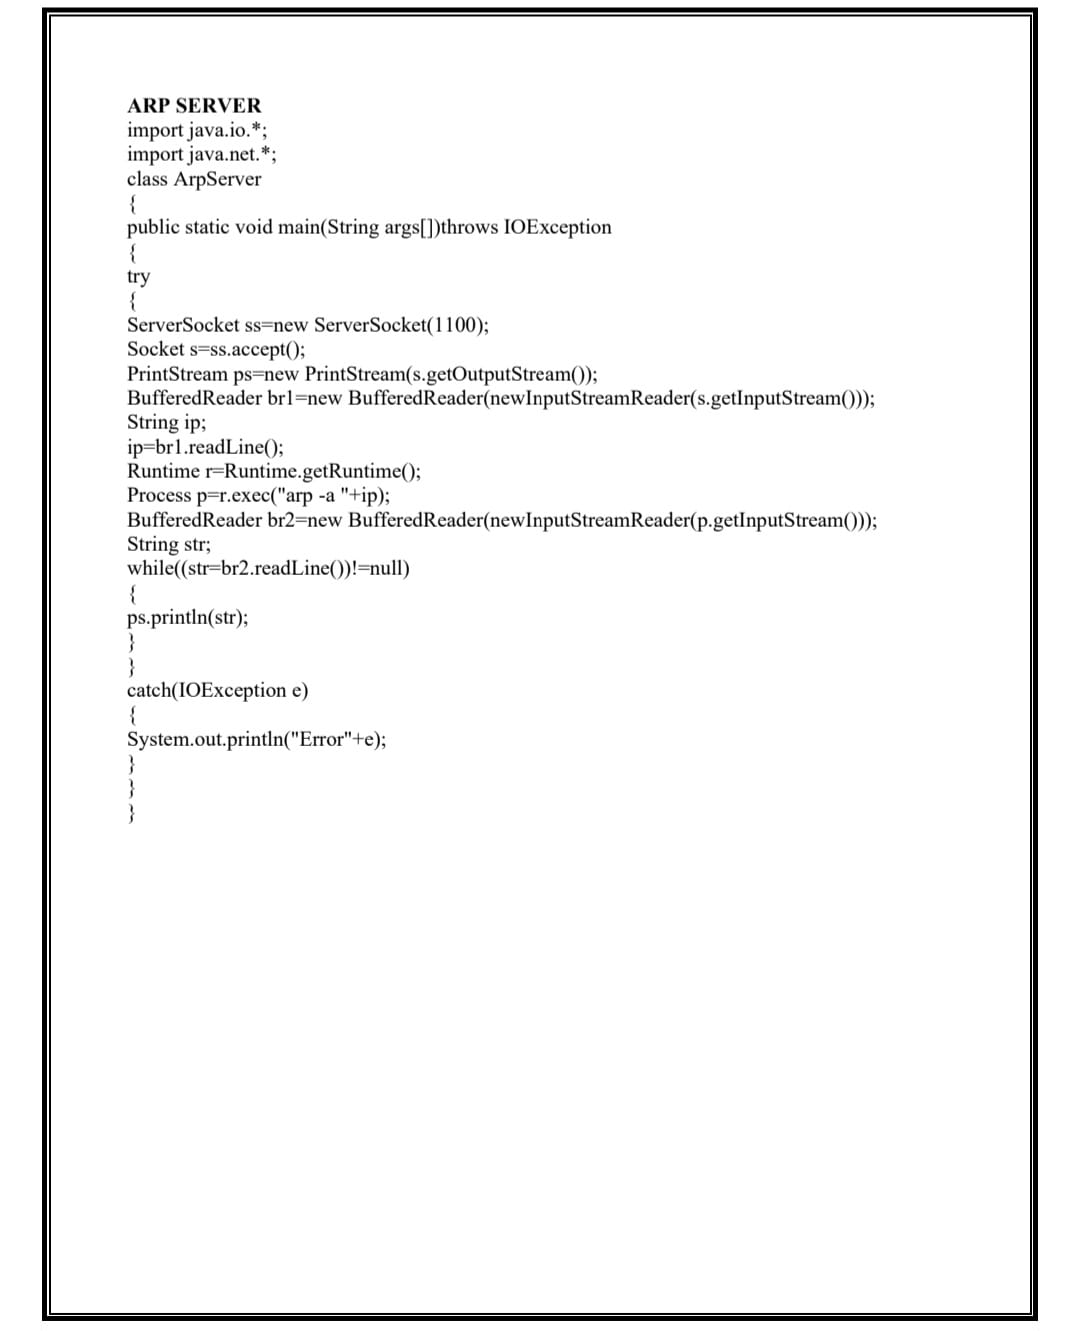 ARP SERVER
import java.io.*;
import java.net.*;
class ArpServer
{
public static void main(String args[])throws IOException
{
try
{
ServerSocket ss=new ServerSocket(1100);
Socket s=ss.accept();
PrintStream ps=new PrintStream(s.getOutputStream());
BufferedReader br1=new BufferedReader(newInputStreamReader(s.getInputStream()));
String ip;
ip=br1.readLine();
Runtime r=Runtime.getRuntime();
Process p=r.exec("arp -a "+ip);
BufferedReader br2=new BufferedReader(newInputStreamReader(p.getInputStream()));
String str;
while((str=br2.readLine())!=null)
{
ps.println(str);
}
}
catch(IOException e)
{
System.out.println("Error"+e);
}
}
}